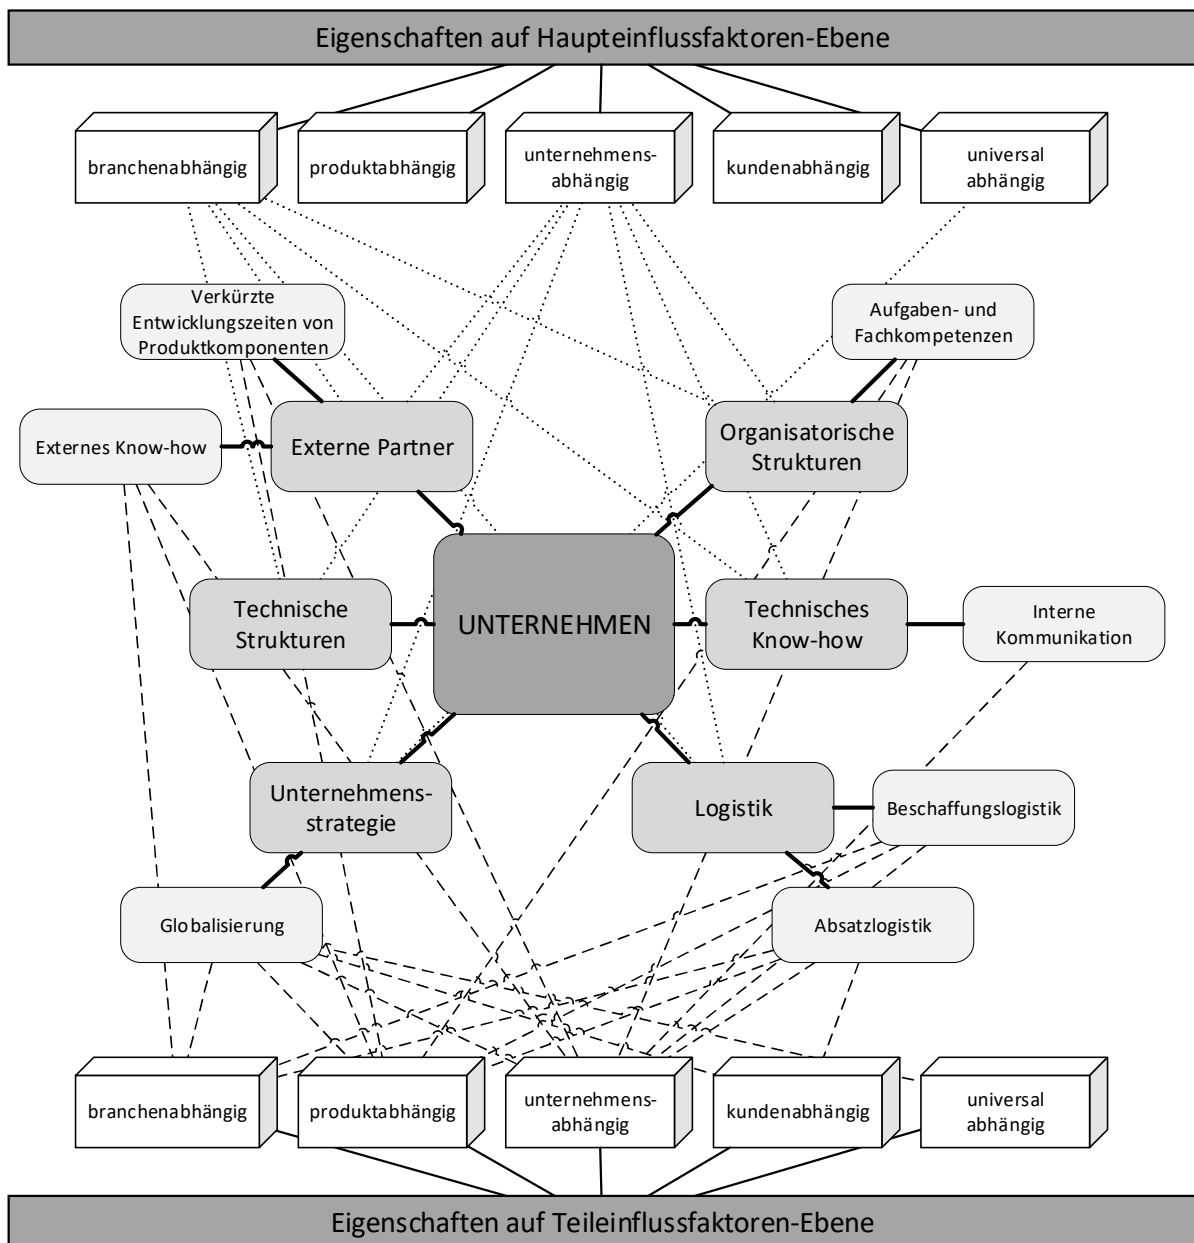 Eigenschaften auf Haupteinflussfaktoren-Ebene
branchenabhängig
produktabhängig
unternehmens-
abhängig
kundenabhängig
universal
abhängig
Verkürzte
Entwicklungszeiten von
Produktkomponenten
Aufgaben- und
Fachkompetenzen
Externes Know-how
Externe Partner
Organisatorische
Strukturen
Technische
Strukturen
UNTERNEHMEN
Technisches
Know-how
Interne
Kommunikation
Unternehmens-
strategie
Logistik
Beschaffungslogistik
Globalisierung
Absatzlogistik
branchenabhängig
produktabhängig
unternehmens-
abhängig
kundenabhängig
universal
abhängig
Eigenschaften auf Teileinflussfaktoren-Ebene